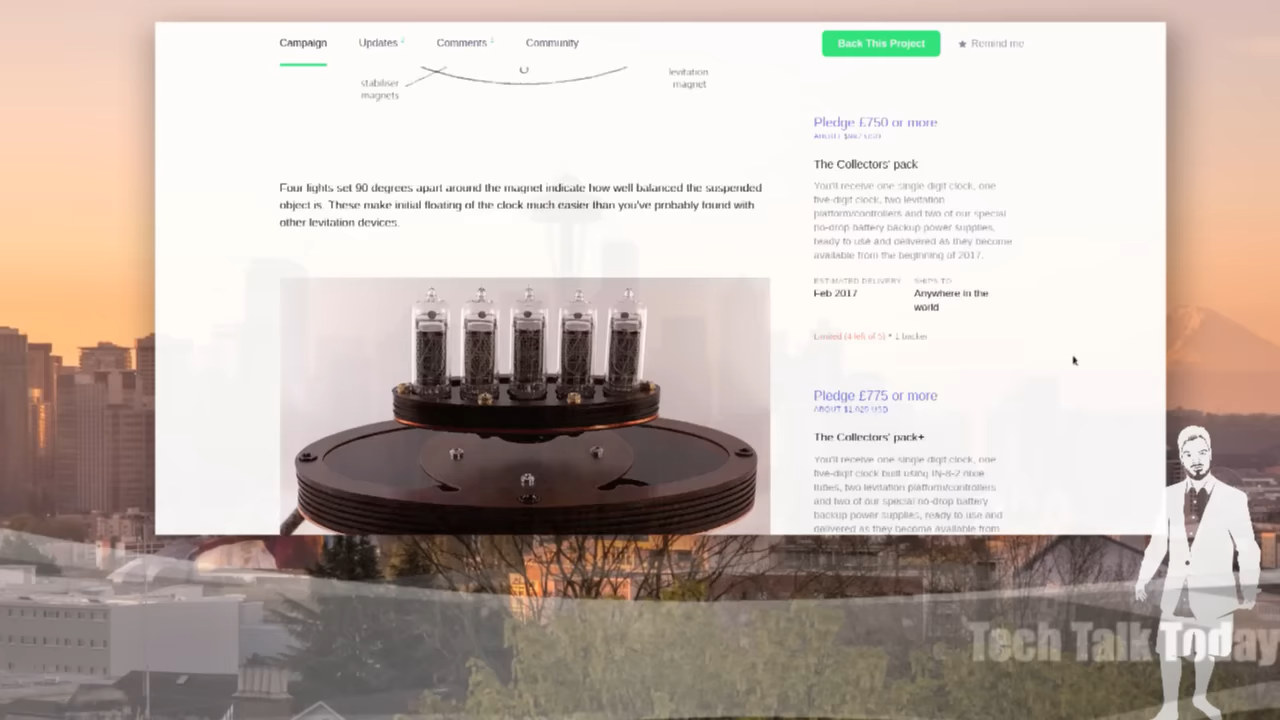 Campaign
Updates
Comments
Community
Back This Project
Remind me
stabiliser
magnets
levitation
magnet
Four lights set 90 degrees apart around the magnet indicate how well balanced the suspended
object is. These make initial floating of the clock much easier than you've probably found with
other levitation devices.
Pledge £750 or more
The Collectors' pack
You'll receive one single digit clock, one
five-digit clock, two levitation
platform/controllers and two of our special
no-drop battery backup power supplies,
ready to use and delivered as they become
available from the beginning of 2017.
ESTIMATED DELIVERY
SHIPS TO
Feb 2017
Anywhere in the
world
Limited (4 left of 5) • 1 backer
Pledge £775 or more
ABOUT $1,020 USD
The Collectors' pack+
You'll receive one single digit clock, one
five-digit clock built using IN-8-2 nixie
tubes, two levitation platform/controllers
and two of our special no-drop battery
backup power supplies, ready to use and
delivered as they become available from
Tech Talk Today